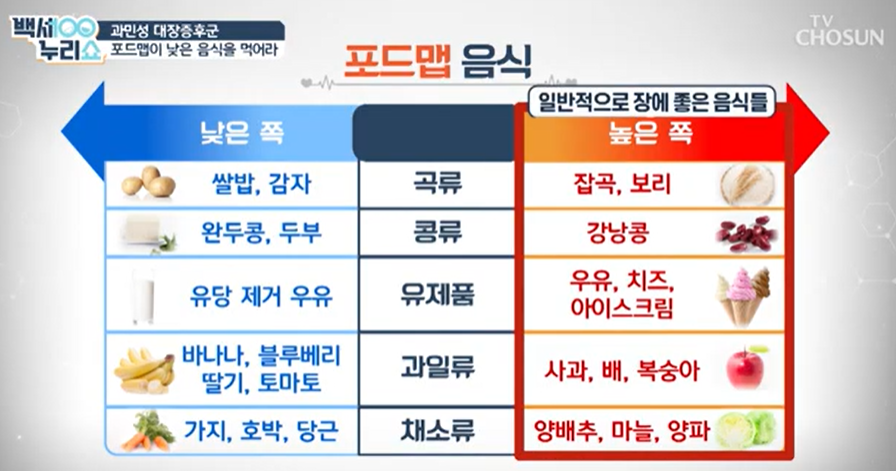 백세100
누리쇼
과민성 대장증후군
포드맵이 낮은 음식을 먹어라
TV
CHOSUN
포드맵 음식
일반적으로 장에 좋은 음식들
낮은 쪽
높은 쪽
쌀밥, 감자
곡류
잡곡, 보리
완두콩, 두부
콩류
강낭콩
유당 제거 우유
유제품
우유, 치즈,
아이스크림
바나나, 블루베리
딸기, 토마토
과일류
사과, 배, 복숭아
가지, 호박, 당근
채소류
양배추, 마늘, 양파